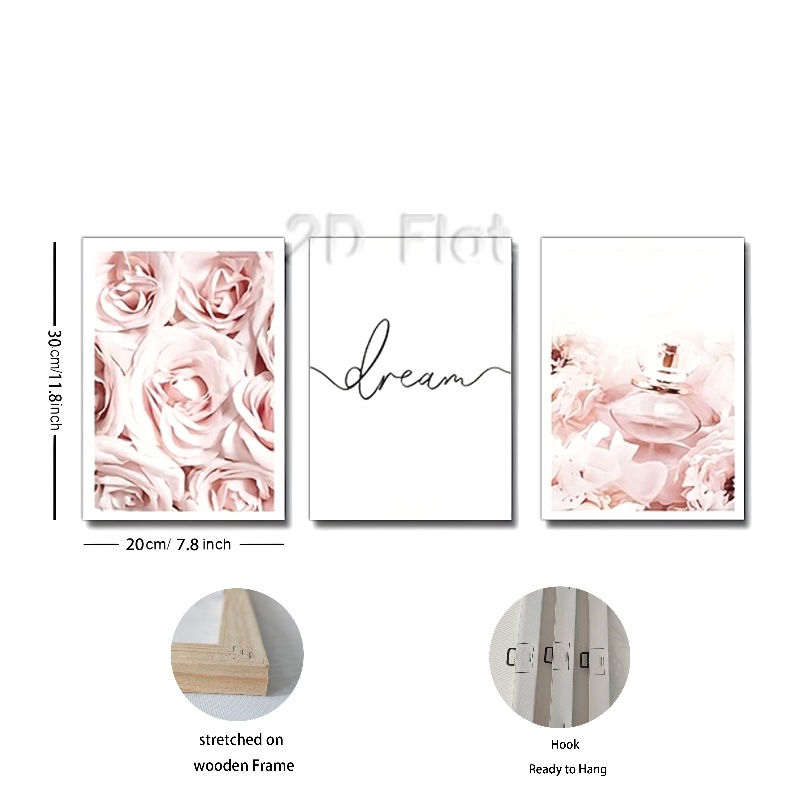 2D Flat
dream
30cm/11.8inch
20cm/ 7.8 inch
stretched on
wooden Frame
Hook
Ready to Hang